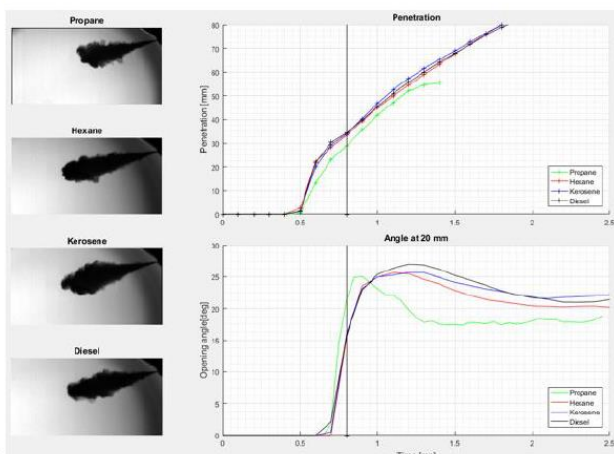 Propane
Hexane
Kerosene
Diesel
Penetration
Penetration [mm]
80
70
60
50
40
30
20
10
0
0
0.5
1
1.5
2
2.5
Propane
Hexane
Kerosene
Diesel
Angle at 20 mm
Opening angle[deg]
30
25
20
15
10
5
0
0
0.5
1
1.5
2
2.5
Propane
Hexane
Kerosene
Diesel